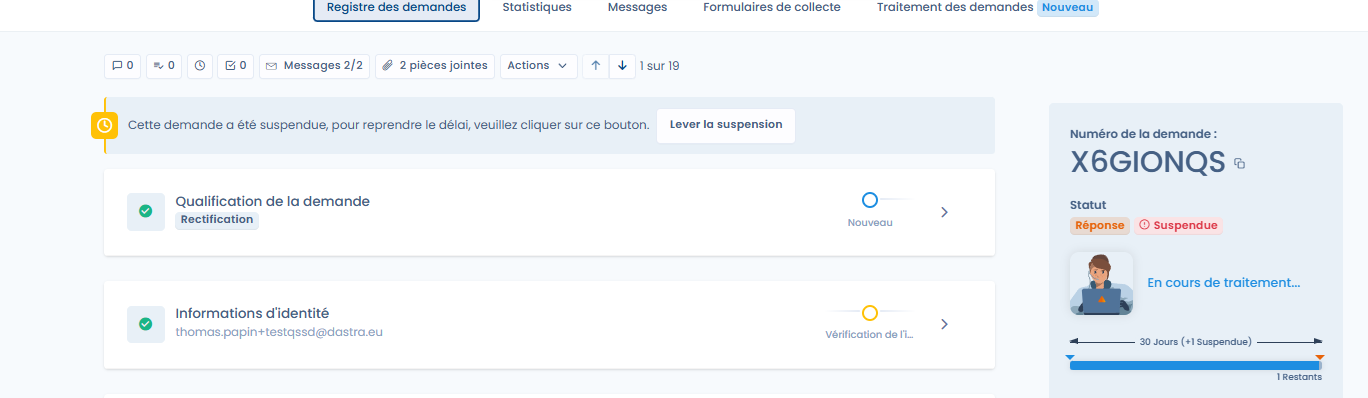 Registre des demandes Statistiques Messages Formulaires de collecte Traitement des demandes Nouveau
0 0 0 Messages 2/2 2 pièces jointes Actions 1 sur 19
Cette demande a été suspendue, pour reprendre le délai, veuillez cliquer sur ce bouton. Lever la suspension
Qualification de la demande
Rectification
Nouveau
Informations d'identité
thomas.papin+testqssd@dastra.eu
Vérification de l'i...
Numéro de la demande :
X6GIONQS
Statut
Réponse Suspendue
En cours de traitement...
30 Jours (+1 Suspendue)
1 Restants